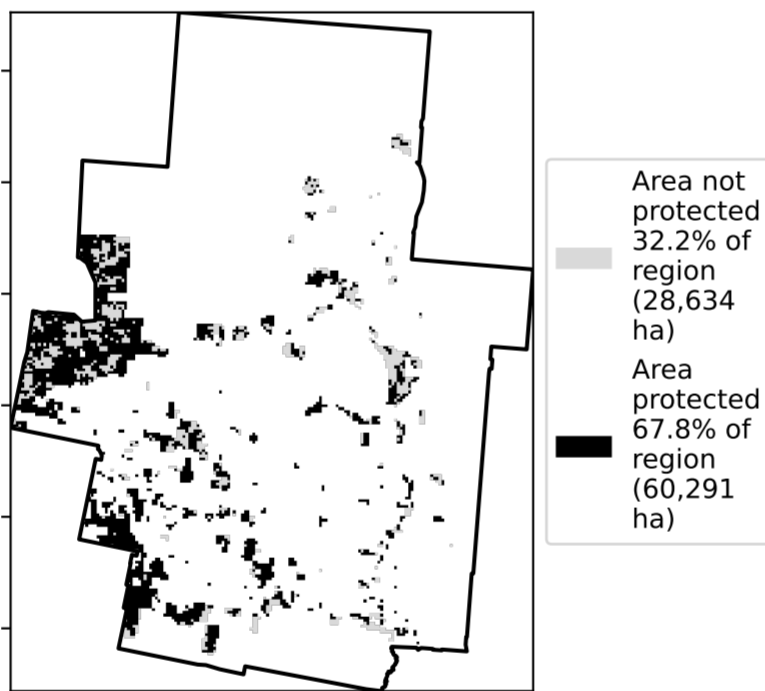 Area not
protected
32.2% of
region
(28,634
ha)
Area
protected
67.8% of
region
(60,291
ha)